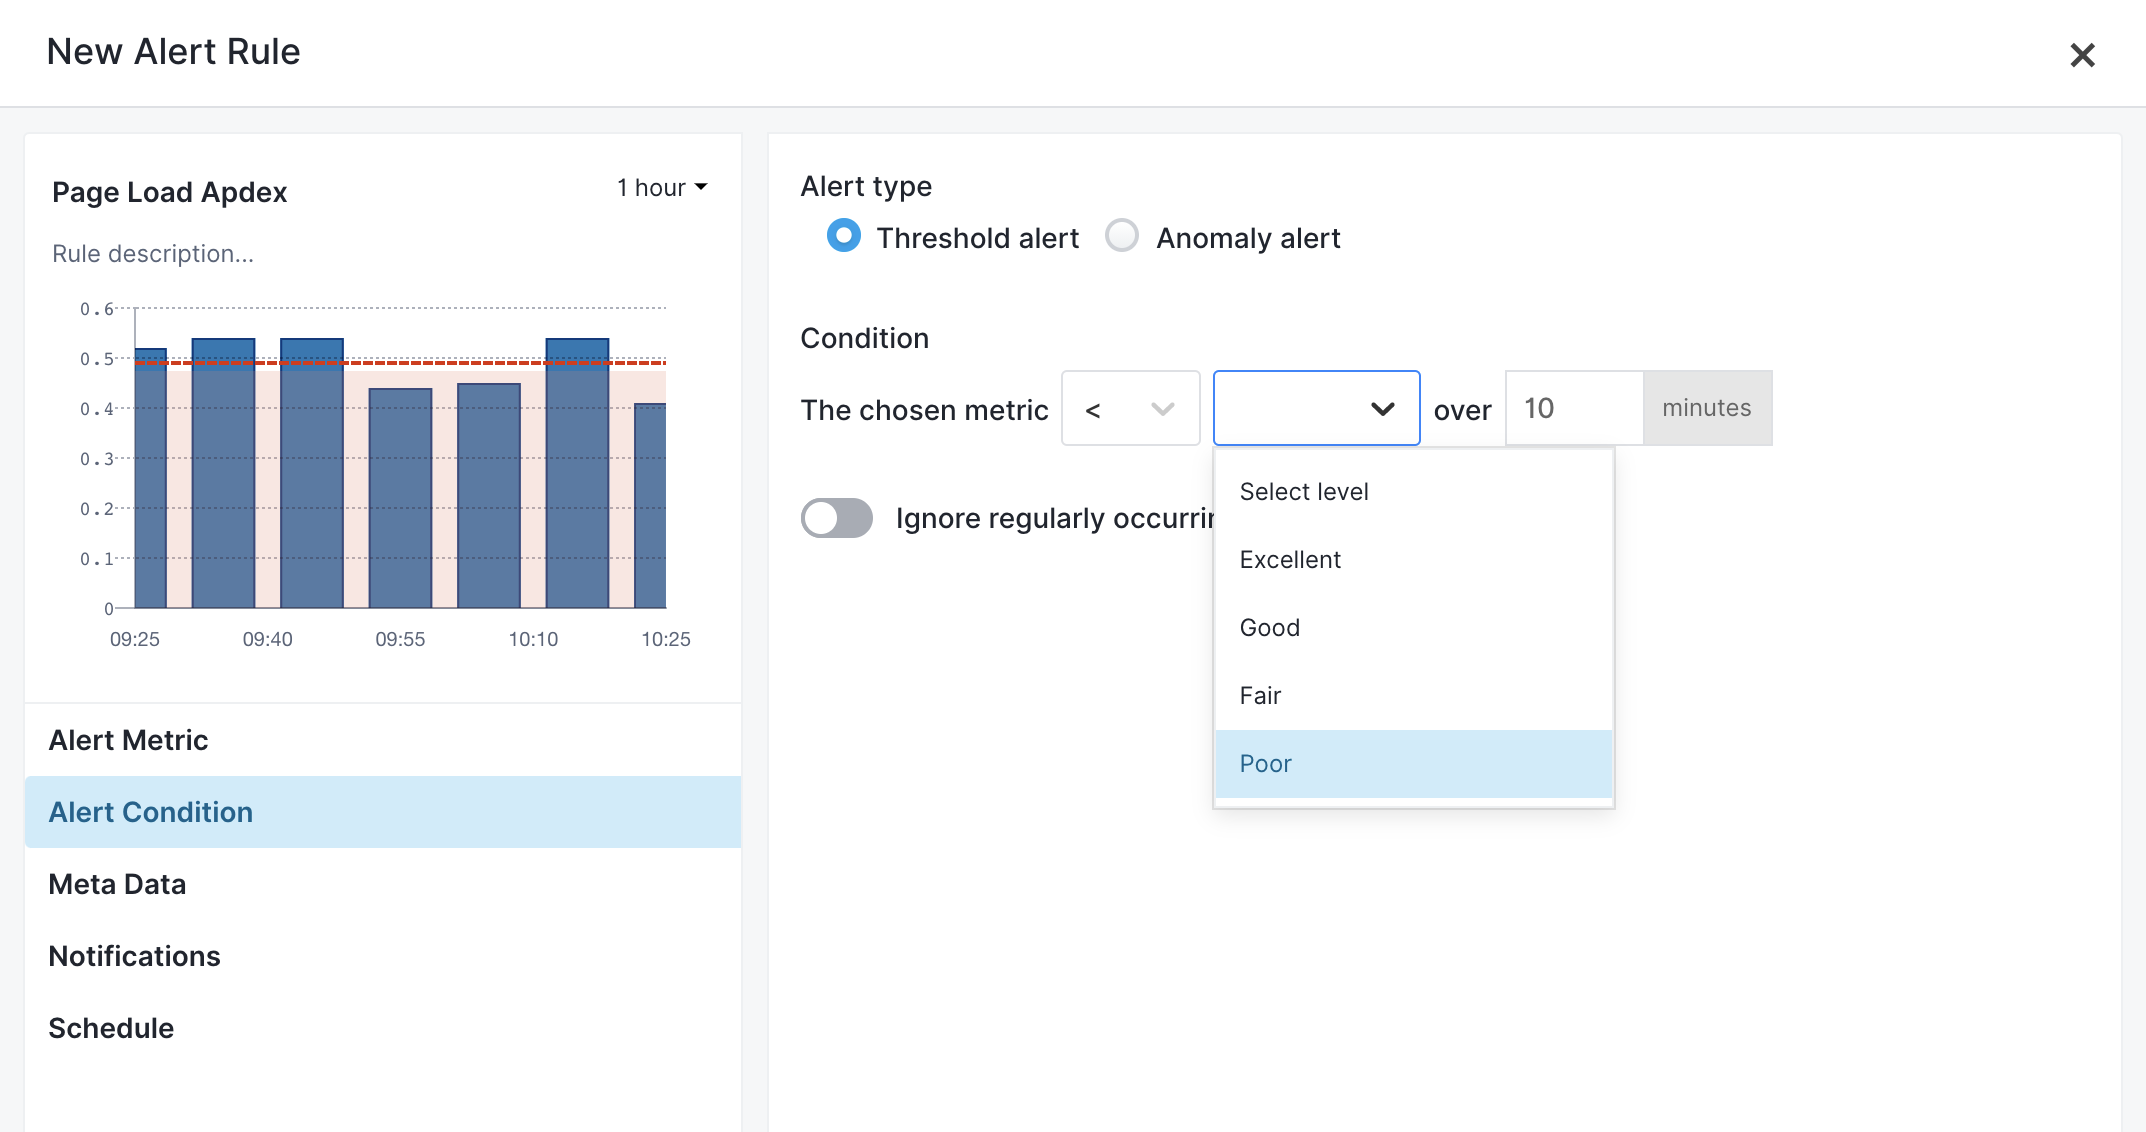 New Alert Rule
Page Load Apdex
1 hour
Rule description...
0.6
0.5
0.4
0.3
0.2
0.1
0
09:25 09:40 09:55 10:10 10:25
Alert Metric
Alert Condition
Meta Data
Notifications
Schedule
Alert type
Threshold alert Anomaly alert
Condition
The chosen metric < over 10 minutes
Ignore regularly
Select level
Excellent
Good
Fair
Poor